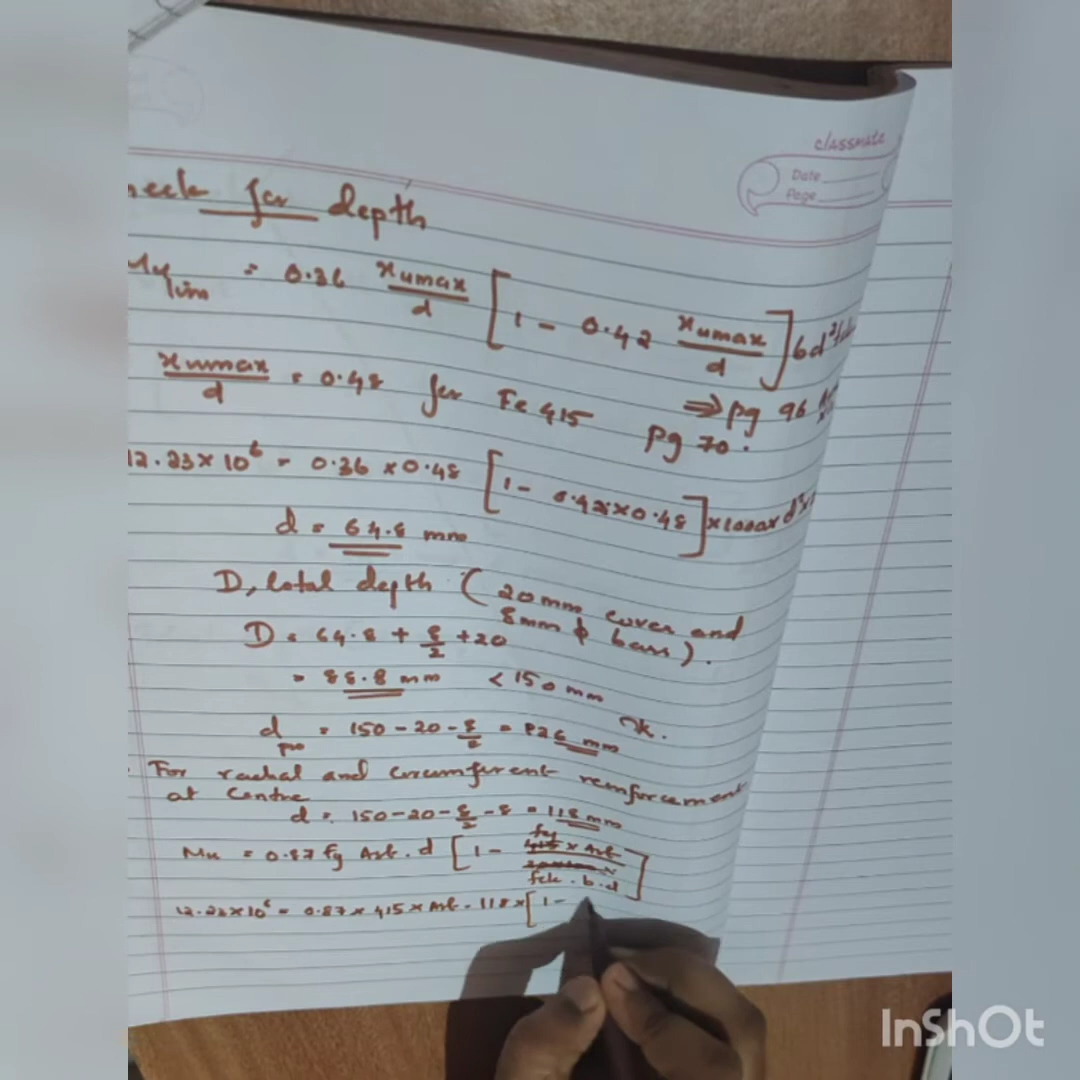 classmate
Date
Page
for depth
= 0.36 xumax/d [1 - 0.42 xumax/d] bd²
xumax/d = 0.48 for Fe 415 ⇒ pg 96
pg 70.
12.23 × 10⁶ = 0.36 × 0.48 [1 - 0.42 × 0.48] × 1000 × d² ×
d = 64.8 mm
D, total depth (20mm cover and
8mm ϕ bars).
D = 64.8 + 8/2 + 20
= 88.8 mm < 150 mm
Ok.
d = 150 - 20 - 8/2 = 126 mm
For radial and circumferent reinforcement
at Centre
d = 150 - 20 - 8/2 - 8 = 118 mm
Mu = 0.87 fy Ast . d [1 - fy × Ast / fck . b . d]
12.23 × 10⁶ = 0.87 × 415 × Ast × 118 × [1 -
InShOt